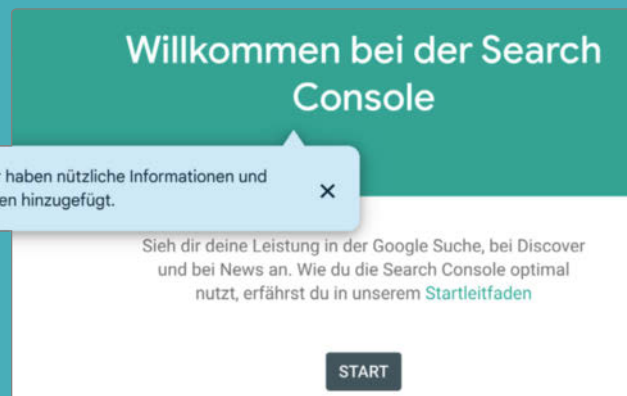 Willkommen bei der Search
Console
haben nützliche Informationen und
hinzugefügt.
Sieh dir deine Leistung in der Google Suche, bei Discover
und bei News an. Wie du die Search Console optimal
nutzt, erfährst du in unserem Startleitfaden
START